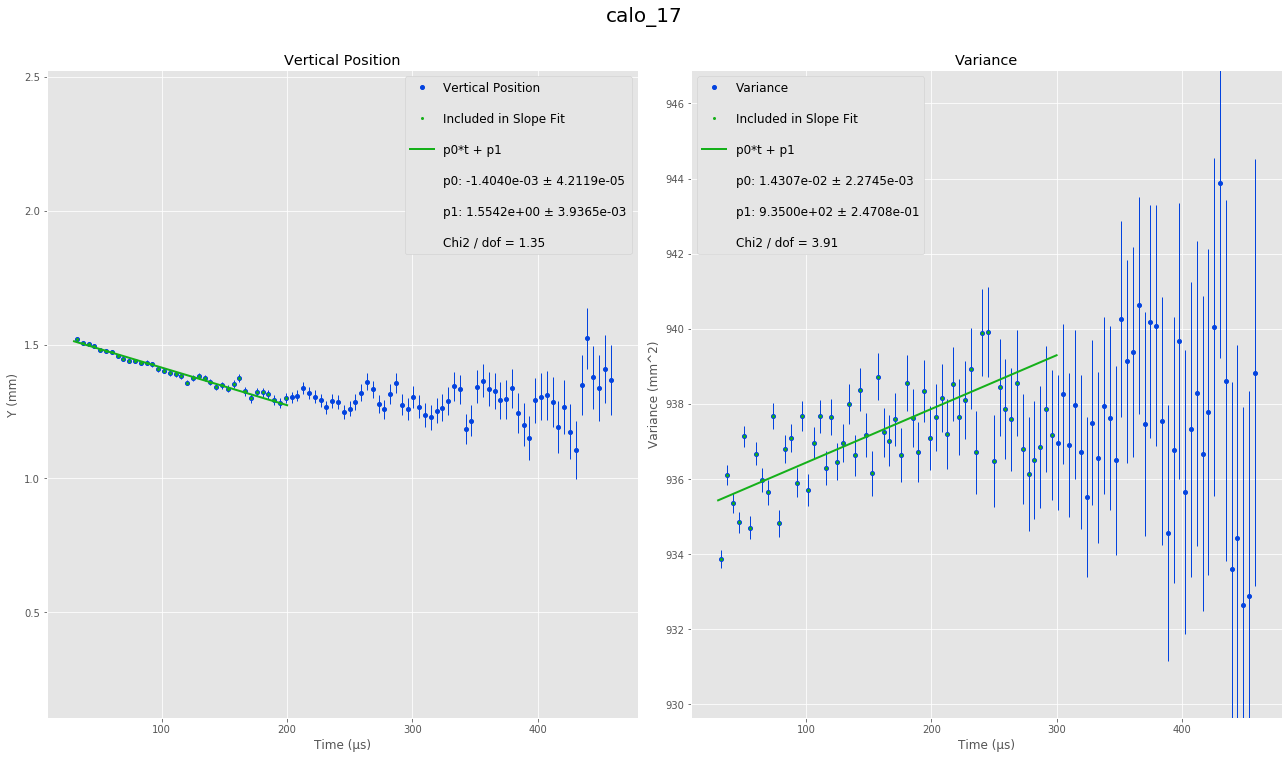 calo_17
Vertical Position
2.5
2.0
1.5
1.0
0.5
Y (mm)
100
200
300
400
Time (μs)
Vertical Position
Included in Slope Fit
p0*t + p1
p0: -1.4040e-03 ± 4.2119e-05
p1: 1.5542e+00 ± 3.9365e-03
Chi2 / dof = 1.35
Variance
946
944
942
940
938
936
934
932
930
Variance (mm^2)
100
200
300
400
Time (μs)
Variance
Included in Slope Fit
p0*t + p1
p0: 1.4307e-02 ± 2.2745e-03
p1: 9.3500e+02 ± 2.4708e-01
Chi2 / dof = 3.91